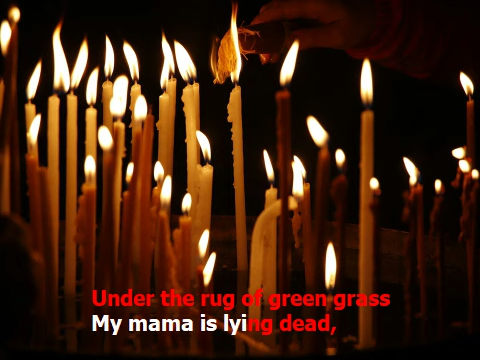 Under the rug of green grass
My mama is lying dead,